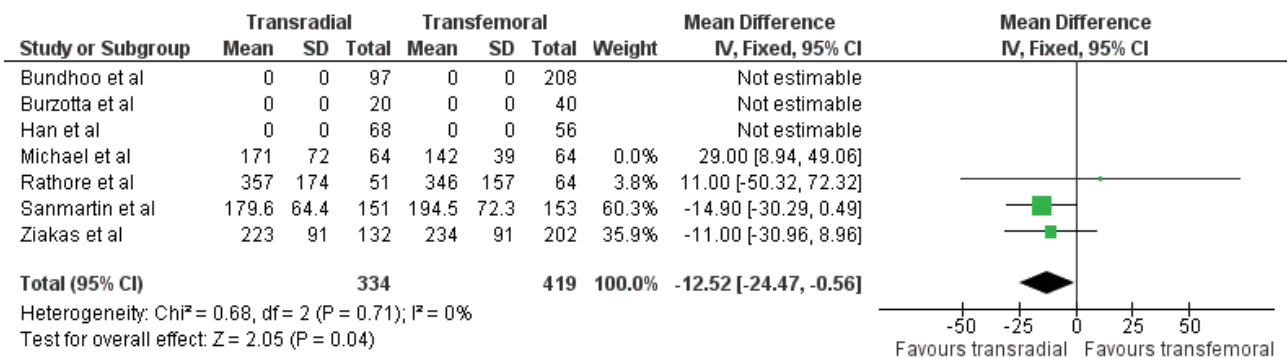 Transradial Transfemoral Mean Difference Mean Difference
Study or Subgroup Mean SD Total Mean SD Total Weight IV, Fixed, 95% CI IV, Fixed, 95% CI
Bundhoo et al 0 0 97 0 0 208 Not estimable
Burzotta et al 0 0 20 0 0 40 Not estimable
Han et al 0 0 68 0 0 56 Not estimable
Michael et al 171 72 64 142 39 64 0.0% 29.00 [8.94, 49.06]
Rathore et al 357 174 51 346 157 64 3.8% 11.00 [-50.32, 72.32]
Sanmartin et al 179.6 64.4 151 194.5 72.3 153 60.3% -14.90 [-30.29, 0.49]
Ziakas et al 223 91 132 234 91 202 35.9% -11.00 [-30.96, 8.96]
Total (95% CI) 334 419 100.0% -12.52 [-24.47, -0.56]
Heterogeneity: Chi² = 0.68, df = 2 (P = 0.71); I² = 0%
Test for overall effect: Z = 2.05 (P = 0.04)
-50 -25 0 25 50
Favours transradial Favours transfemoral